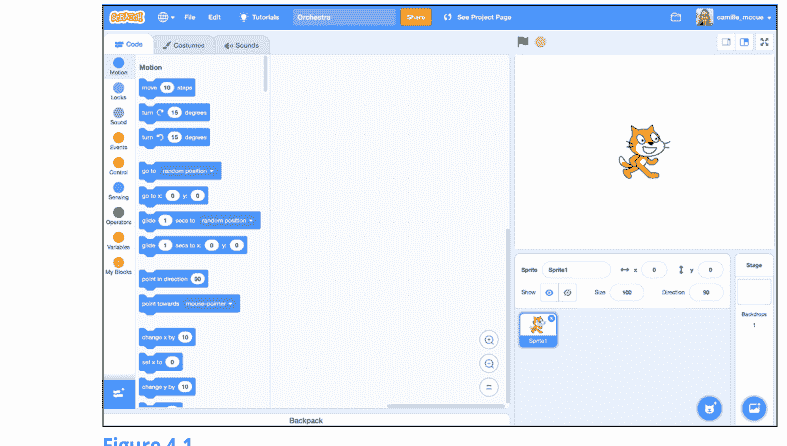 SCRATCH File Edit Tutorials Orchestra Share See Project Page camille_mccue
Code Costumes Sounds
Motion
Looks
Sound
Events
Control
Sensing
Operators
Variables
My Blocks
Motion
move 10 steps
turn 15 degrees
turn 15 degrees
go to random position
go to x: 0 y: 0
glide 1 secs to random position
glide 1 secs to x: 0 y: 0
point in direction 90
point towards mouse-pointer
change x by 10
set x to 0
change y by 10
Sprite Sprite1 x 0 y 0
Show Size 100 Direction 90
Sprite1
Stage
Backdrops
1
Backpack
Figure 4.1